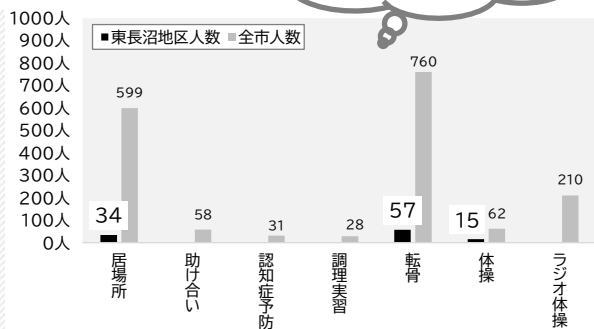 1000人
900人
800人
700人
600人
500人
400人
300人
200人
100人
0人
■東長沼地区人数 ■全市人数
34
599
58
31
28
57
760
15
62
210
居場所
助け合い
認知症予防
調理実習
転骨
体操
ラジオ体操